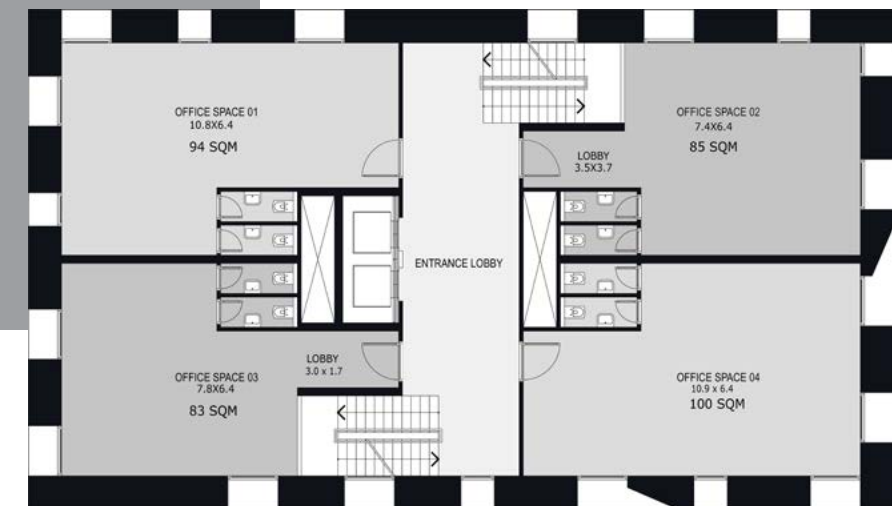 OFFICE SPACE 01
10.8X6.4
94 SQM
OFFICE SPACE 02
7.4X6.4
85 SQM
LOBBY
3.5X3.7
ENTRANCE LOBBY
LOBBY
3.0 x 1.7
OFFICE SPACE 03
7.8X6.4
83 SQM
OFFICE SPACE 04
10.9 x 6.4
100 SQM